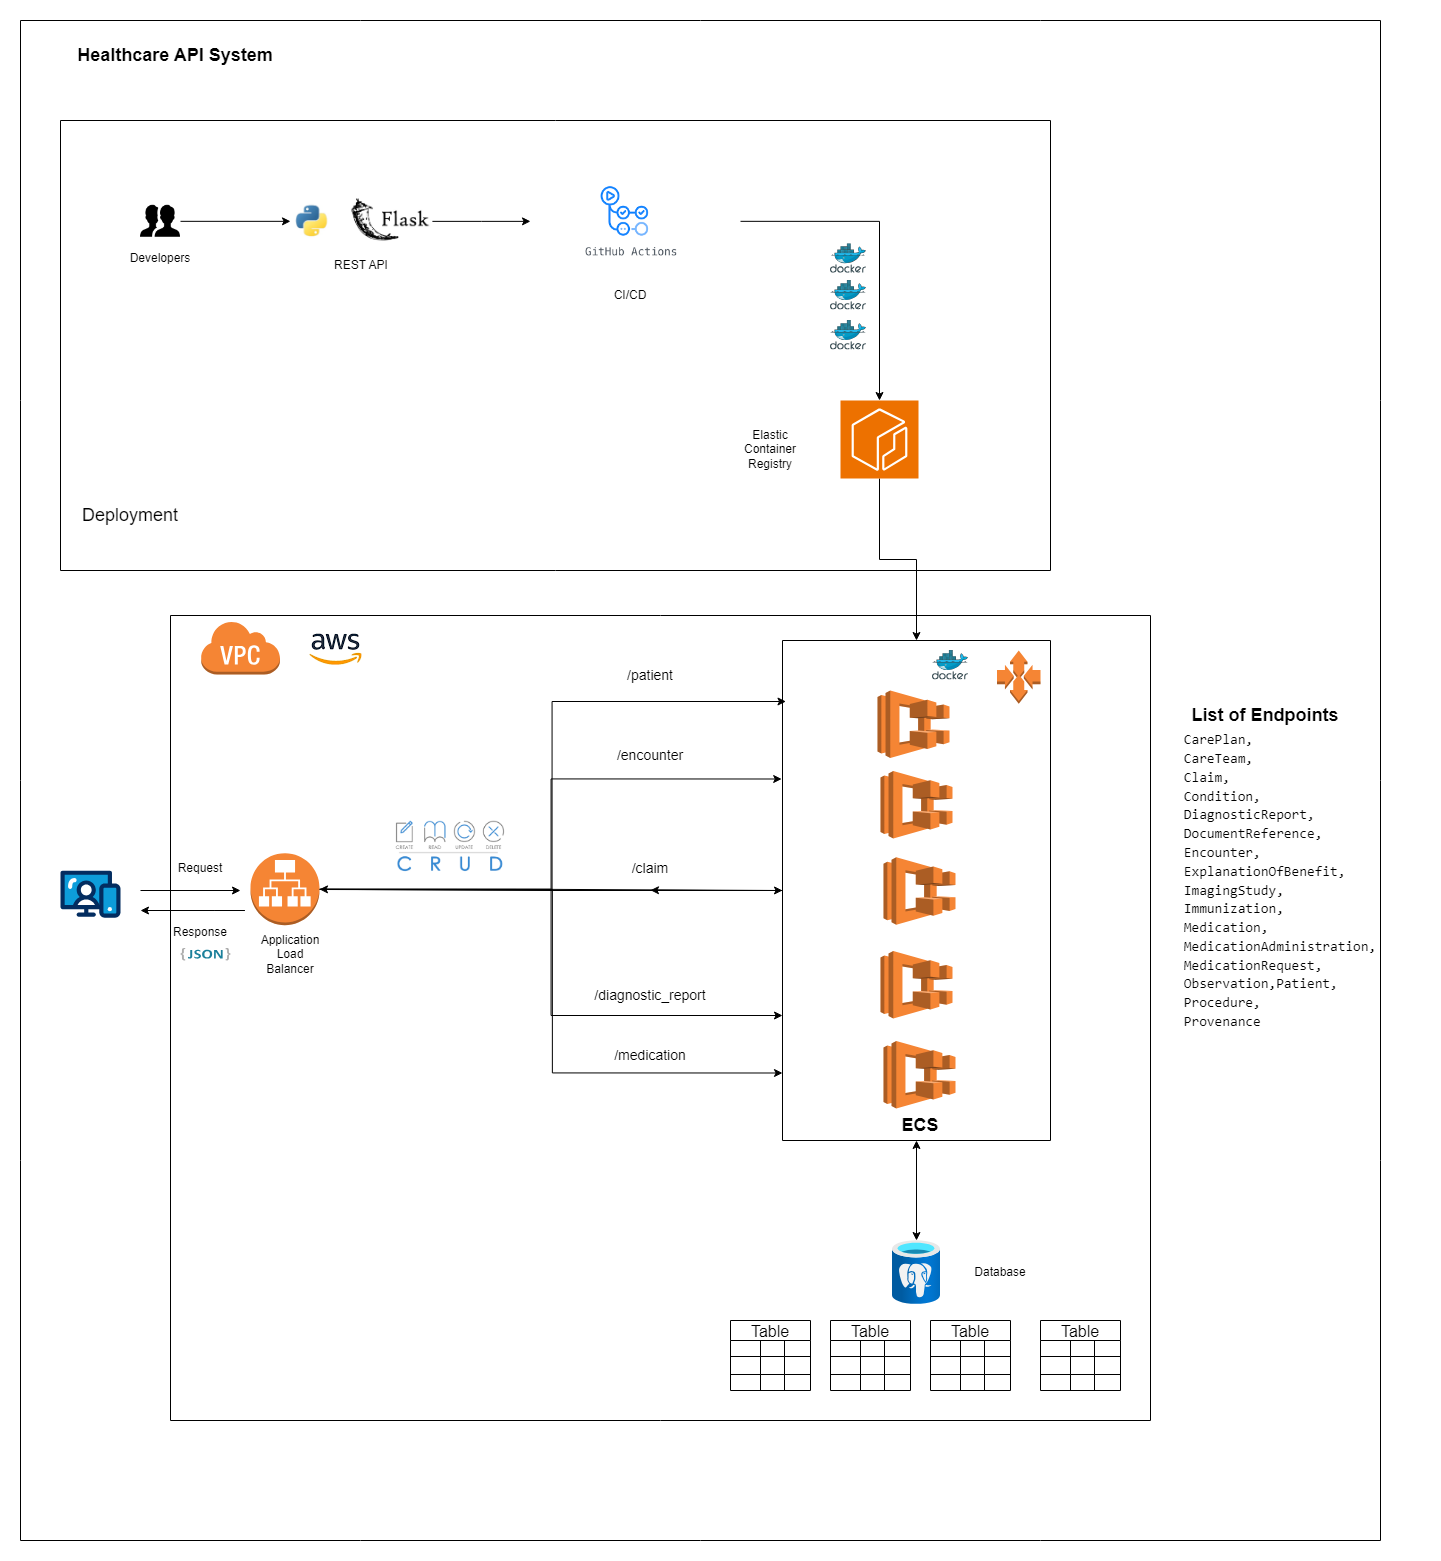 Healthcare API System
Developers
Flask
REST API
GitHub Actions
CI/CD
docker
docker
docker
Elastic
Container
Registry
Deployment
VPC
aws
docker
/patient
/encounter
CREATE READ UPDATE DELETE
C R U D
/claim
Request
Response
{JSON}
Application
Load
Balancer
/diagnostic_report
/medication
ECS
Database
Table
Table
Table
Table
List of Endpoints
CarePlan,
CareTeam,
Claim,
Condition,
DiagnosticReport,
DocumentReference,
Encounter,
ExplanationOfBenefit,
ImagingStudy,
Immunization,
Medication,
MedicationAdministration,
MedicationRequest,
Observation,Patient,
Procedure,
Provenance